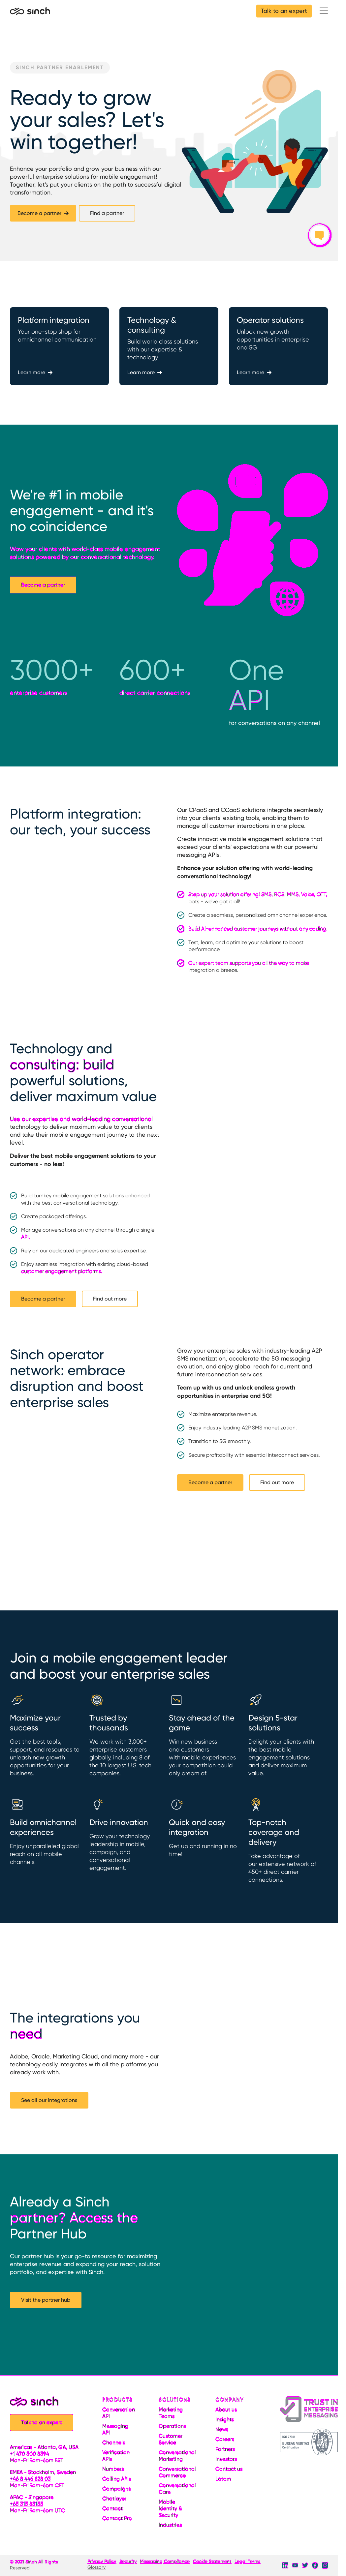 sinch
Talk to an expert
SINCH PARTNER ENABLEMENT
Ready to grow
your sales? Let's
win together!
Enhance your portfolio and grow your business with our
powerful enterprise solutions for mobile engagement!
Together, let's put your clients on the path to successful digital
transformation.
Become a partner
Find a partner
Platform integration
Your one-stop shop for
omnichannel communication
Learn more
Technology &
consulting
Build world class solutions
with our expertise &
technology
Learn more
Operator solutions
Unlock new growth
opportunities in enterprise
and 5G
Learn more
We're #1 in mobile
engagement - and it's
no coincidence
Wow your clients with world-class mobile engagement
solutions powered by our conversational technology.
Become a partner
3000+
enterprise customers
600+
direct carrier connections
One
API
for conversations on any channel
Platform integration:
our tech, your success
Our CPaaS and CCaaS solutions integrate seamlessly
into your clients' existing tools, enabling them to
manage all customer interactions in one place.
Create innovative mobile engagement solutions that
exceed your clients' expectations with our powerful
messaging APIs.
Enhance your solution offering with world-leading
conversational technology!
Step up your solution offering! SMS, RCS, MMS, Voice, OTT,
bots - we've got it all!
Create a seamless, personalized omnichannel experience.
Build AI-enhanced customer journeys without any coding.
Test, learn, and optimize your solutions to boost
performance.
Our expert team supports you all the way to make
integration a breeze.
Technology and
consulting: build
powerful solutions,
deliver maximum value
Use our expertise and world-leading conversational
technology to deliver maximum value to your clients
and take their mobile engagement journey to the next
level.
Deliver the best mobile engagement solutions to your
customers - no less!
Build turnkey mobile engagement solutions enhanced
with the best conversational technology.
Create packaged offerings.
Manage conversations on any channel through a single
API.
Rely on our dedicated engineers and sales expertise.
Enjoy seamless integration with existing cloud-based
customer engagement platforms.
Become a partner
Find out more
Sinch operator
network: embrace
disruption and boost
enterprise sales
Grow your enterprise sales with industry-leading A2P
SMS monetization, accelerate the 5G messaging
evolution, and enjoy global reach for current and
future interconnection services.
Team up with us and unlock endless growth
opportunities in enterprise and 5G!
Maximize enterprise revenue.
Enjoy industry leading A2P SMS monetization.
Transition to 5G smoothly.
Secure profitability with essential interconnect services.
Become a partner
Find out more
Join a mobile engagement leader
and boost your enterprise sales
Maximize your
success
Get the best tools,
support, and resources to
unleash new growth
opportunities for your
business.
Trusted by
thousands
We work with 3,000+
enterprise customers
globally, including 8 of
the 10 largest U.S. tech
companies.
Stay ahead of the
game
Win new business
and customers
with mobile experiences
your competition could
only dream of.
Design 5-star
solutions
Delight your clients with
the best mobile
engagement solutions
and deliver maximum
value.
Build omnichannel
experiences
Enjoy unparalleled global
reach on all mobile
channels.
Drive innovation
Grow your technology
leadership in mobile,
campaign, and
conversational
engagement.
Quick and easy
integration
Get up and running in no
time!
Top-notch
coverage and
delivery
Take advantage of
our extensive network of
450+ direct carrier
connections.
The integrations you
need
Adobe, Oracle, Marketing Cloud, and many more - our
technology easily integrates with all the platforms you
already work with.
See all our integrations
Already a Sinch
partner? Access the
Partner Hub
Our partner hub is your go-to resource for maximizing
enterprise revenue and expanding your reach, solution
portfolio, and expertise with Sinch.
Visit the partner hub
sinch
Talk to an expert
Americas - Atlanta, GA, USA
+1 470 300 8394
Mon-Fri 9am-6pm EST
EMEA - Stockholm, Sweden
+46 8 446 828 03
Mon-Fri 9am-6pm CET
APAC - Singapore
+65 3138 8385
Mon-Fri 9am-6pm UTC
PRODUCTS
Conversation
API
Messaging
API
Channels
Verification
APIs
Numbers
Calling APIs
Campaigns
Chatlayer
Contact
Contact Pro
SOLUTIONS
Marketing
Teams
Operations
Customer
Service
Conversational
Marketing
Conversational
Commerce
Conversational
Care
Mobile
Identity &
Security
Industries
COMPANY
About us
Insights
News
Careers
Partners
Investors
Contact us
Latam
TRUST IN
ENTERPRISE
MESSAGING
Privacy Policy Security Messaging Compliance Cookie Statement Legal Terms
Glossary